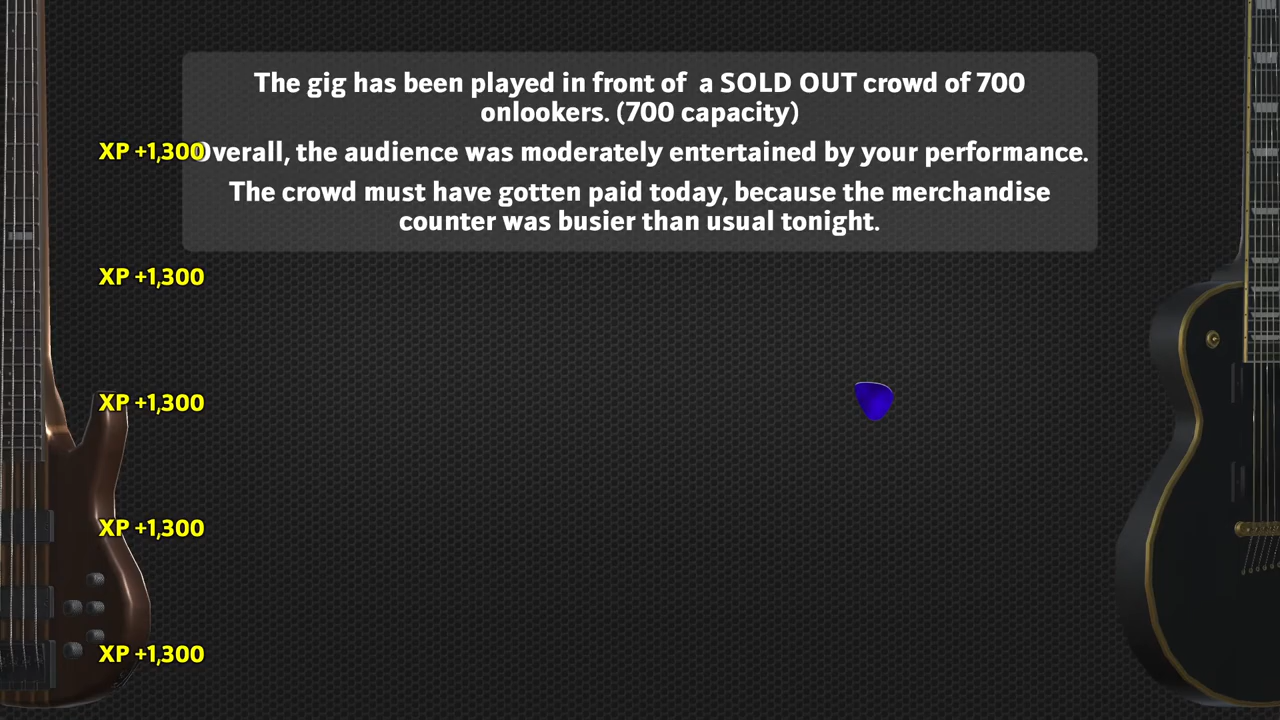 The gig has been played in front of  a SOLD OUT crowd of 700
onlookers. (700 capacity)
XP +1,300
Overall, the audience was moderately entertained by your performance.
The crowd must have gotten paid today, because the merchandise
counter was busier than usual tonight.
XP +1,300
XP +1,300
XP +1,300
XP +1,300